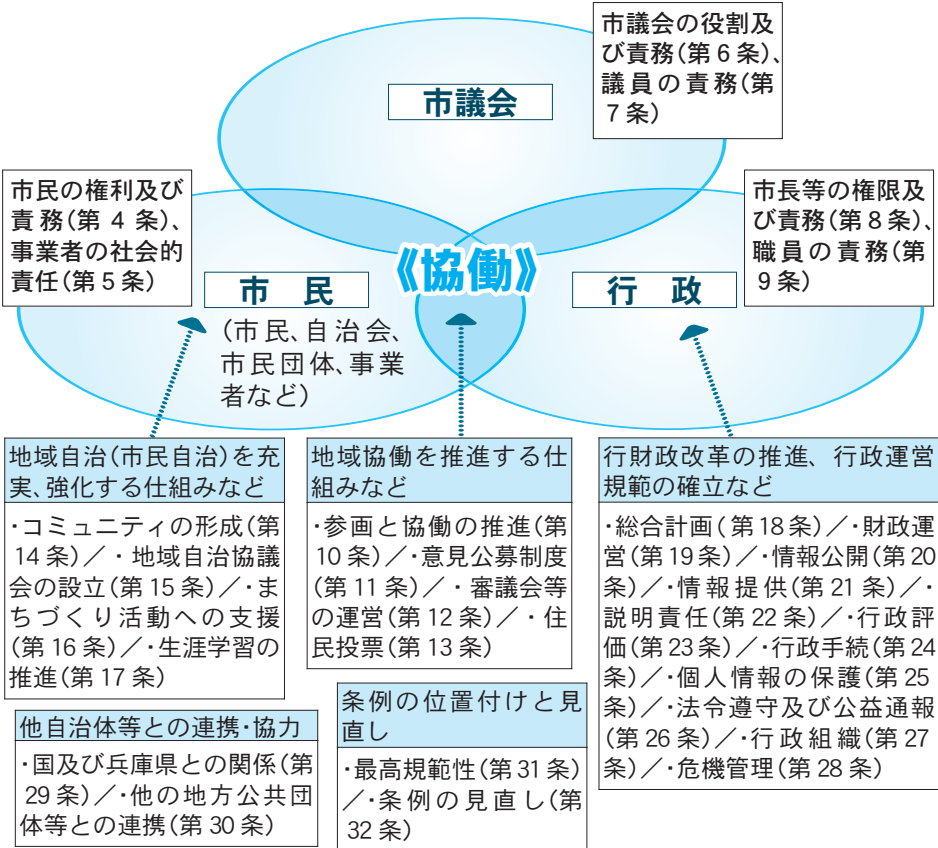 市議会の役割及
び責務(第6条)、
議員の責務(第
7条)
市議会
市民の権利及び
責務(第4条)、
事業者の社会的
責任(第5条)
市長等の権限及
び責務(第8条)、
職員の責務(第
9条)
《協働》
市民
(市民、自治会、
市民団体、事業
者など)
行政
地域自治(市民自治)を充
実、強化する仕組みなど
・コミュニティの形成(第
14条)／・地域自治協議
会の設立(第15条)／・ま
ちづくり活動への支援
(第16条)／・生涯学習の
推進(第17条)
地域協働を推進する仕
組みなど
・参画と協働の推進(第
10条)／・意見公募制度
(第11条)／・審議会等
の運営(第12条)／・住
民投票(第13条)
行財政改革の推進、行政運営
規範の確立など
・総合計画(第18条)／・財政運
営(第19条)／・情報公開(第20
条)／・情報提供(第21条)／・
説明責任(第22条)／・行政評
価(第23条)／・行政手続(第24
条)／・個人情報の保護(第25
条)／・法令遵守及び公益通報
(第26条)／・行政組織(第27
条)／・危機管理(第28条)
他自治体等との連携・協力
・国及び兵庫県との関係(第
29条)／・他の地方公共団
体等との連携(第30条)
条例の位置付けと見
直し
・最高規範性(第31条)
／・条例の見直し(第
32条)